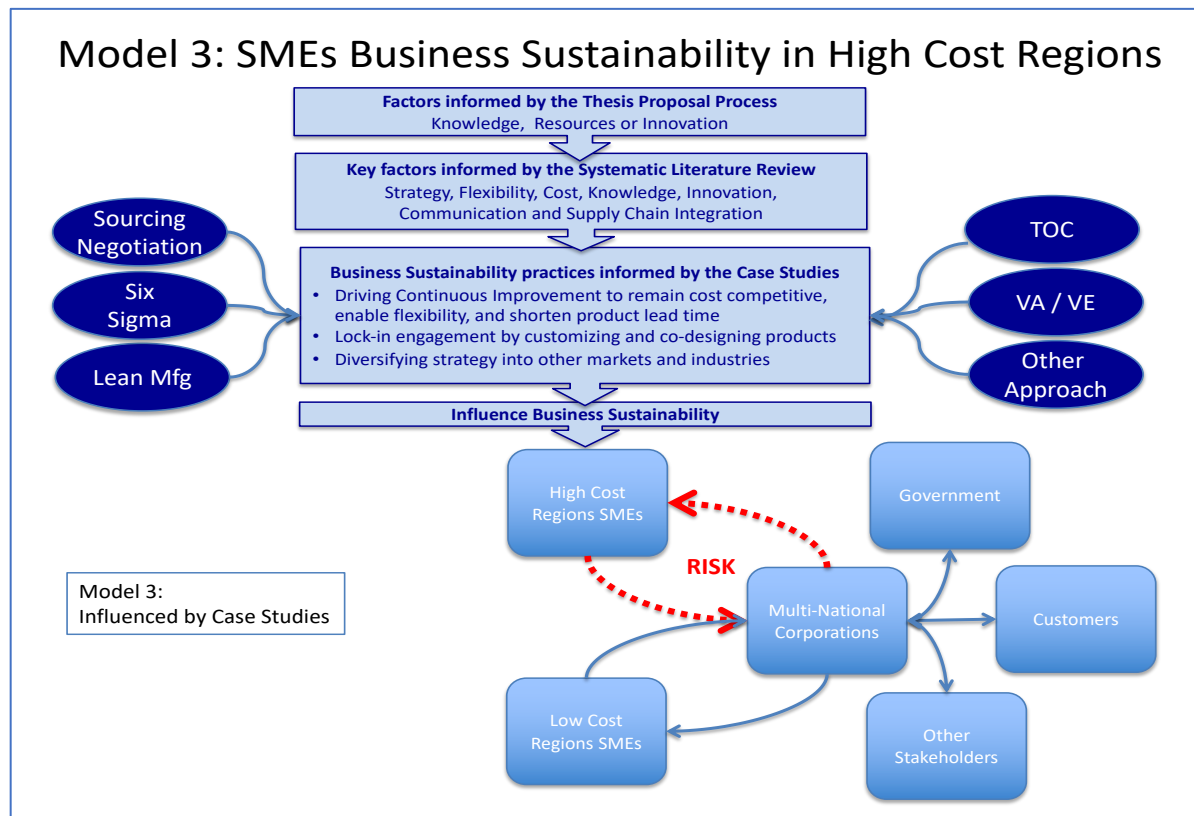 Model 3: SMEs Business Sustainability in High Cost Regions
Factors informed by the Thesis Proposal Process
Knowledge, Resources or Innovation
Key factors informed by the Systematic Literature Review
Strategy, Flexibility, Cost, Knowledge, Innovation,
Communication and Supply Chain Integration
Sourcing
Negotiation
Six
Sigma
Lean Mfg
Business Sustainability practices informed by the Case Studies
• Driving Continuous Improvement to remain cost competitive,
enable flexibility, and shorten product lead time
• Lock-in engagement by customizing and co-designing products
• Diversifying strategy into other markets and industries
TOC
VA / VE
Other
Approach
Influence Business Sustainability
High Cost
Regions SMEs
Government
RISK
Model 3:
Influenced by Case Studies
Multi-National
Corporations
Customers
Low Cost
Regions SMEs
Other
Stakeholders